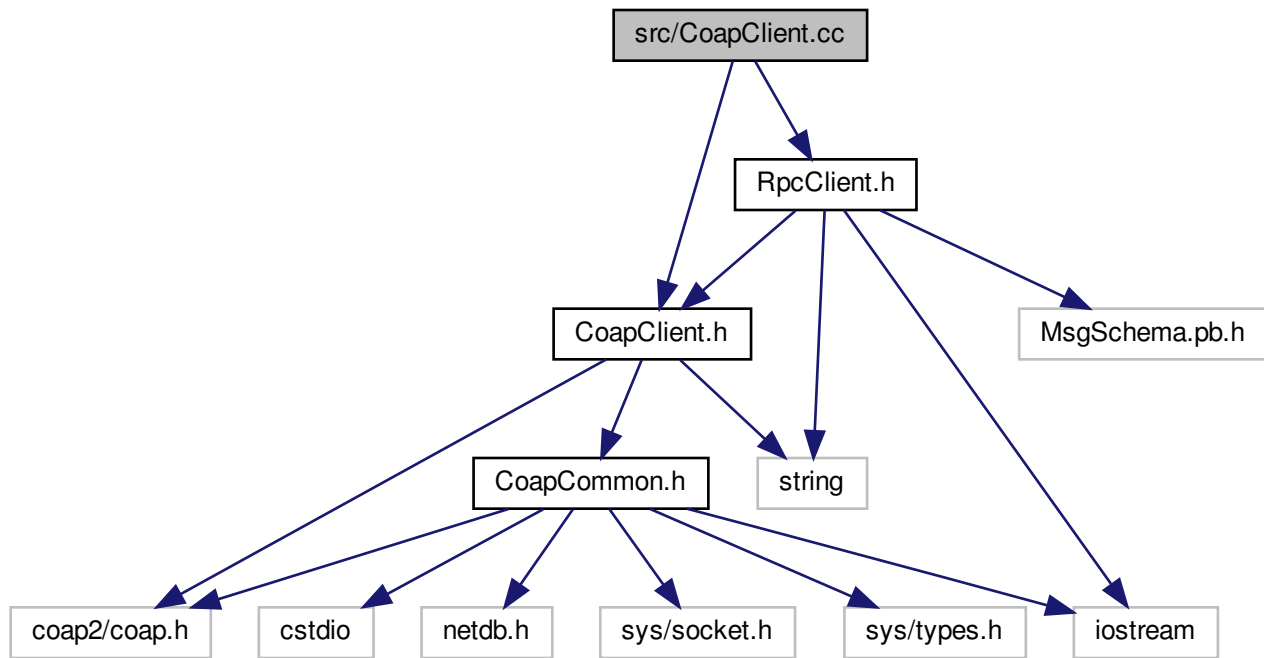 src/CoapClient.cc
RpcClient.h
CoapClient.h
MsgSchema.pb.h
CoapCommon.h
string
coap2/coap.h
cstdio
netdb.h
sys/socket.h
sys/types.h
iostream